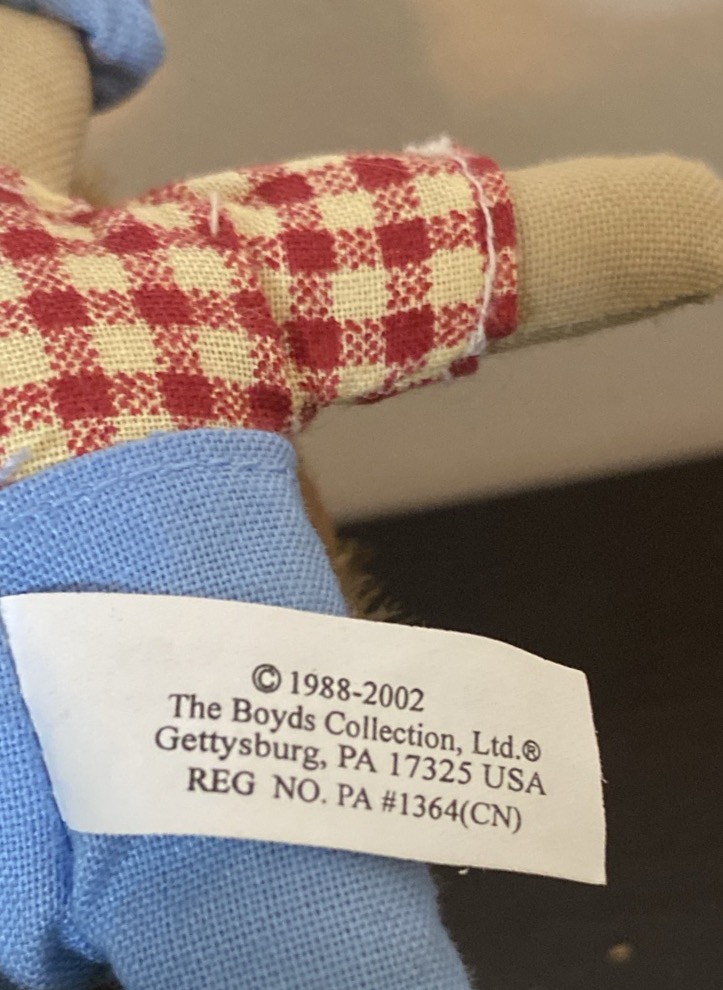 © 1988-2002
The Boyds Collection, Ltd.®
Gettysburg, PA 17325 USA
REG NO. PA #1364(CN)